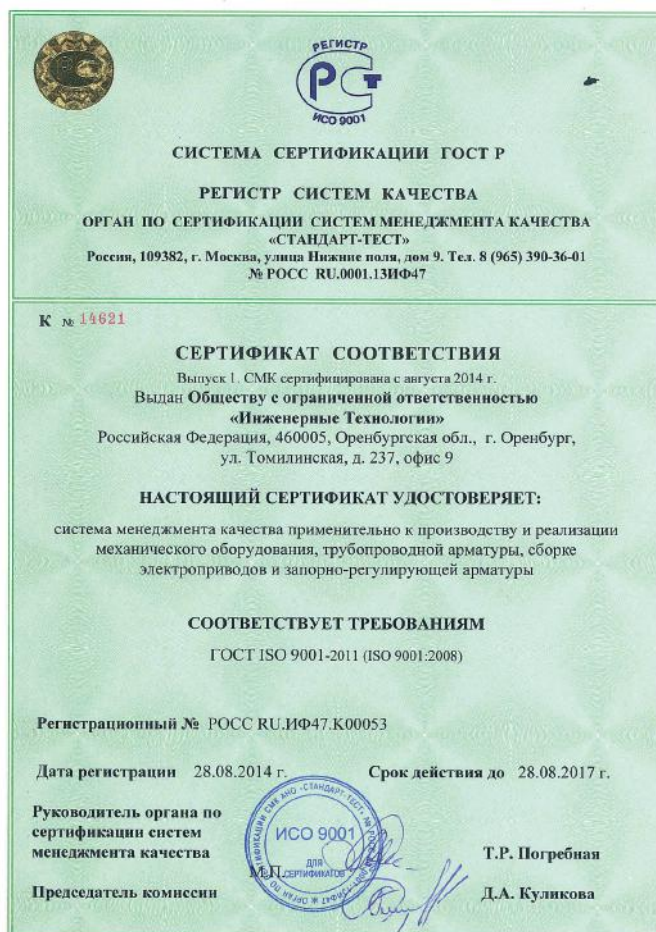 РЕГИСТР
РСТ
ИСО 9001
СИСТЕМА СЕРТИФИКАЦИИ ГОСТ Р
РЕГИСТР СИСТЕМ КАЧЕСТВА
ОРГАН ПО СЕРТИФИКАЦИИ СИСТЕМ МЕНЕДЖМЕНТА КАЧЕСТВА
«СТАНДАРТ-ТЕСТ»
Россия, 109382, г. Москва, улица Нижние поля, дом 9. Тел. 8 (965) 390-36-01
№ РОСС RU.0001.13ИФ47
К № 14621
СЕРТИФИКАТ СООТВЕТСТВИЯ
Выпуск 1. СМК сертифицирована с августа 2014 г.
Выдан Обществу с ограниченной ответственностью
«Инженерные Технологии»
Российская Федерация, 460005, Оренбургская обл., г. Оренбург,
ул. Томилинская, д. 237, офис 9
НАСТОЯЩИЙ СЕРТИФИКАТ УДОСТОВЕРЯЕТ:
система менеджмента качества применительно к производству и реализации
механического оборудования, трубопроводной арматуры, сборке
электроприводов и запорно-регулирующей арматуры
СООТВЕТСТВУЕТ ТРЕБОВАНИЯМ
ГОСТ ISO 9001-2011 (ISO 9001:2008)
Регистрационный № РОСС RU.ИФ47.К00053
Дата регистрации 28.08.2014 г. Срок действия до 28.08.2017 г.
Руководитель органа по
сертификации систем
менеджмента качества Т.Р. Погребная
М.П.
Председатель комиссии Д.А. Куликова
ИСО 9001
ДЛЯ
СЕРТИФИКАТОВ